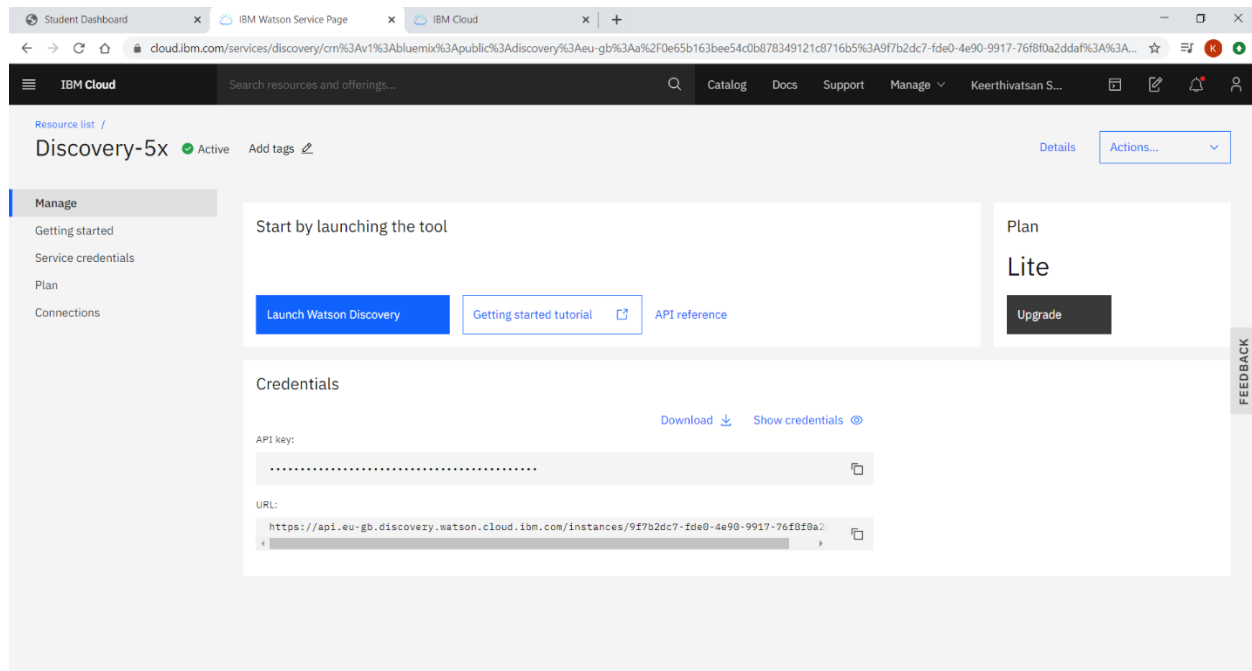 Student Dashboard
IBM Watson Service Page
IBM Cloud
cloud.ibm.com/services/discovery/crn%3Av1%3Abluemix%3Apublic%3Adiscovery%3Aeu-gb%3Aa%2F0e65b163bee54c0b878349121c8716b5%3A9f7b2dc7-fde0-4e90-9917-76f8f0a2ddaf%3A%3A...
K
IBM Cloud
Search resources and offerings...
Catalog
Docs
Support
Manage
Keerthivatsan S...
Resource list /
Discovery-5x
Active
Add tags
Details
Actions...
Manage
Getting started
Service credentials
Plan
Connections
Start by launching the tool
Launch Watson Discovery
Getting started tutorial
API reference
Plan
Lite
Upgrade
FEEDBACK
Credentials
Download
Show credentials
API key:
URL:
https://api.eu-gb.discovery.watson.cloud.ibm.com/instances/9f7b2dc7-fde0-4e90-9917-76f8f0a2